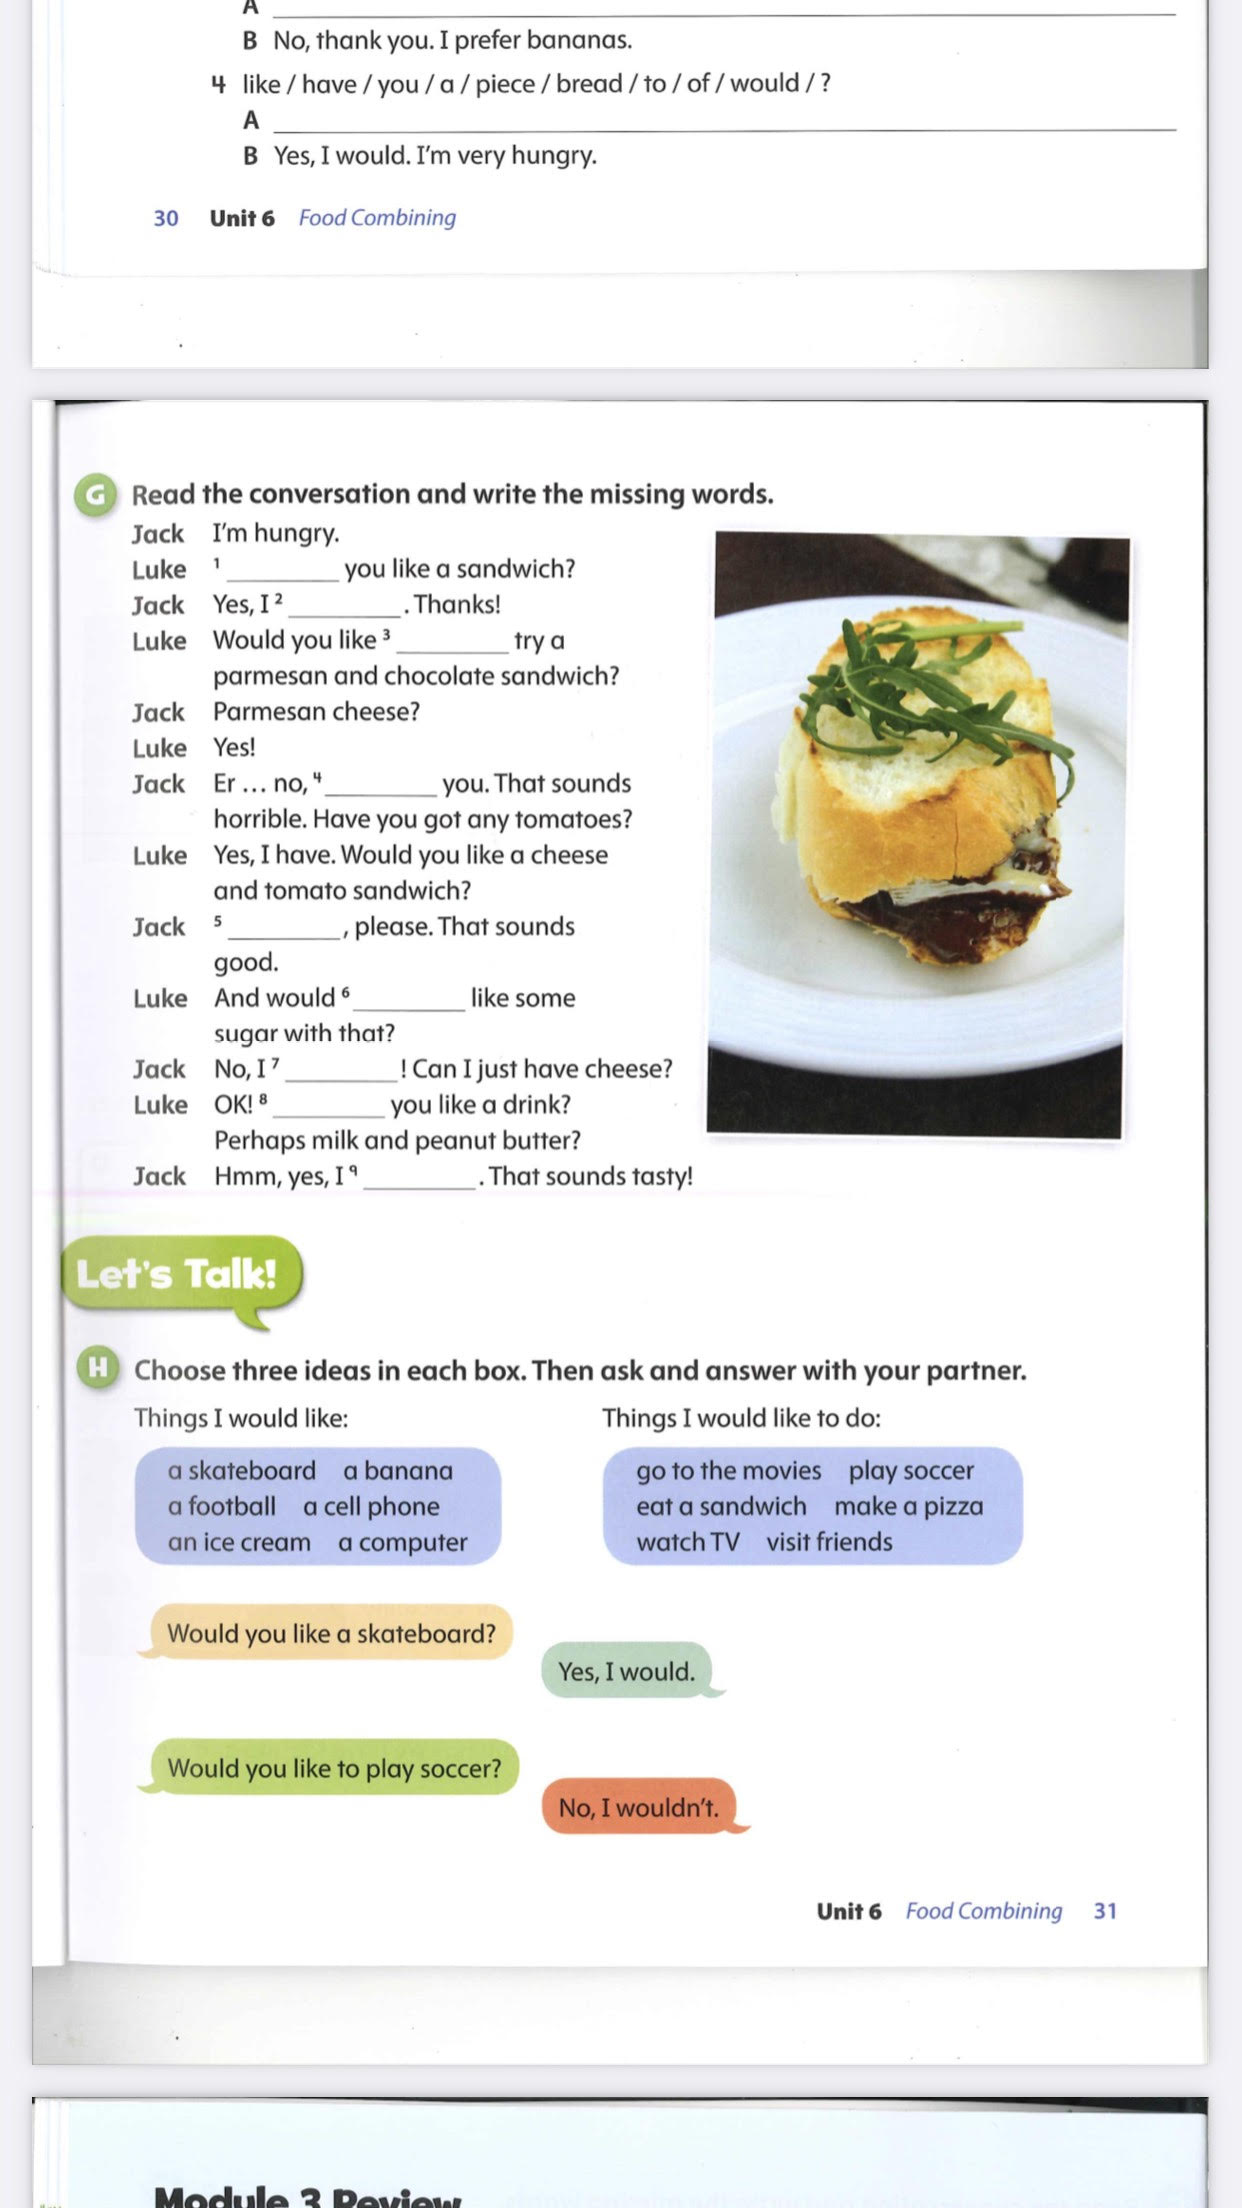 A
B No, thank you. I prefer bananas.
4 like / have / you / a / piece / bread / to / of / would / ?
A
B Yes, I would. I'm very hungry.
30 Unit 6 Food Combining
G Read the conversation and write the missing words.
Jack I'm hungry.
Luke 1 __________ you like a sandwich?
Jack Yes, I 2 __________. Thanks!
Luke Would you like 3 __________ try a
parmesan and chocolate sandwich?
Jack Parmesan cheese?
Luke Yes!
Jack Er ... no, 4 __________ you. That sounds
horrible. Have you got any tomatoes?
Luke Yes, I have. Would you like a cheese
and tomato sandwich?
Jack 5 __________, please. That sounds
good.
Luke And would 6 __________ like some
sugar with that?
Jack No, I 7 __________! Can I just have cheese?
Luke OK! 8 __________ you like a drink?
Perhaps milk and peanut butter?
Jack Hmm, yes, I 9 __________. That sounds tasty!
Let's Talk!
H Choose three ideas in each box. Then ask and answer with your partner.
Things I would like:
a skateboard a banana
a football a cell phone
an ice cream a computer
Things I would like to do:
go to the movies play soccer
eat a sandwich make a pizza
watch TV visit friends
Would you like a skateboard?
Yes, I would.
Would you like to play soccer?
No, I wouldn't.
Unit 6 Food Combining 31
Module 3 Review